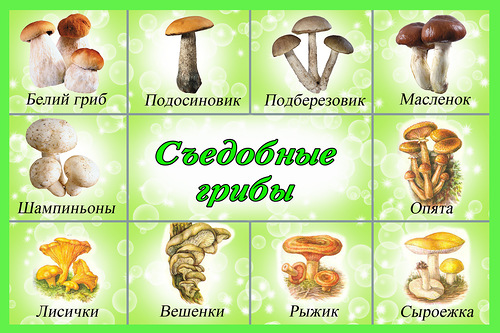 Белий гриб
Подосиновик
Подберезовик
Масленок
Шампиньоны
Съедобные
грибы
Опята
Лисички
Вешенки
Рыжик
Сыроежка